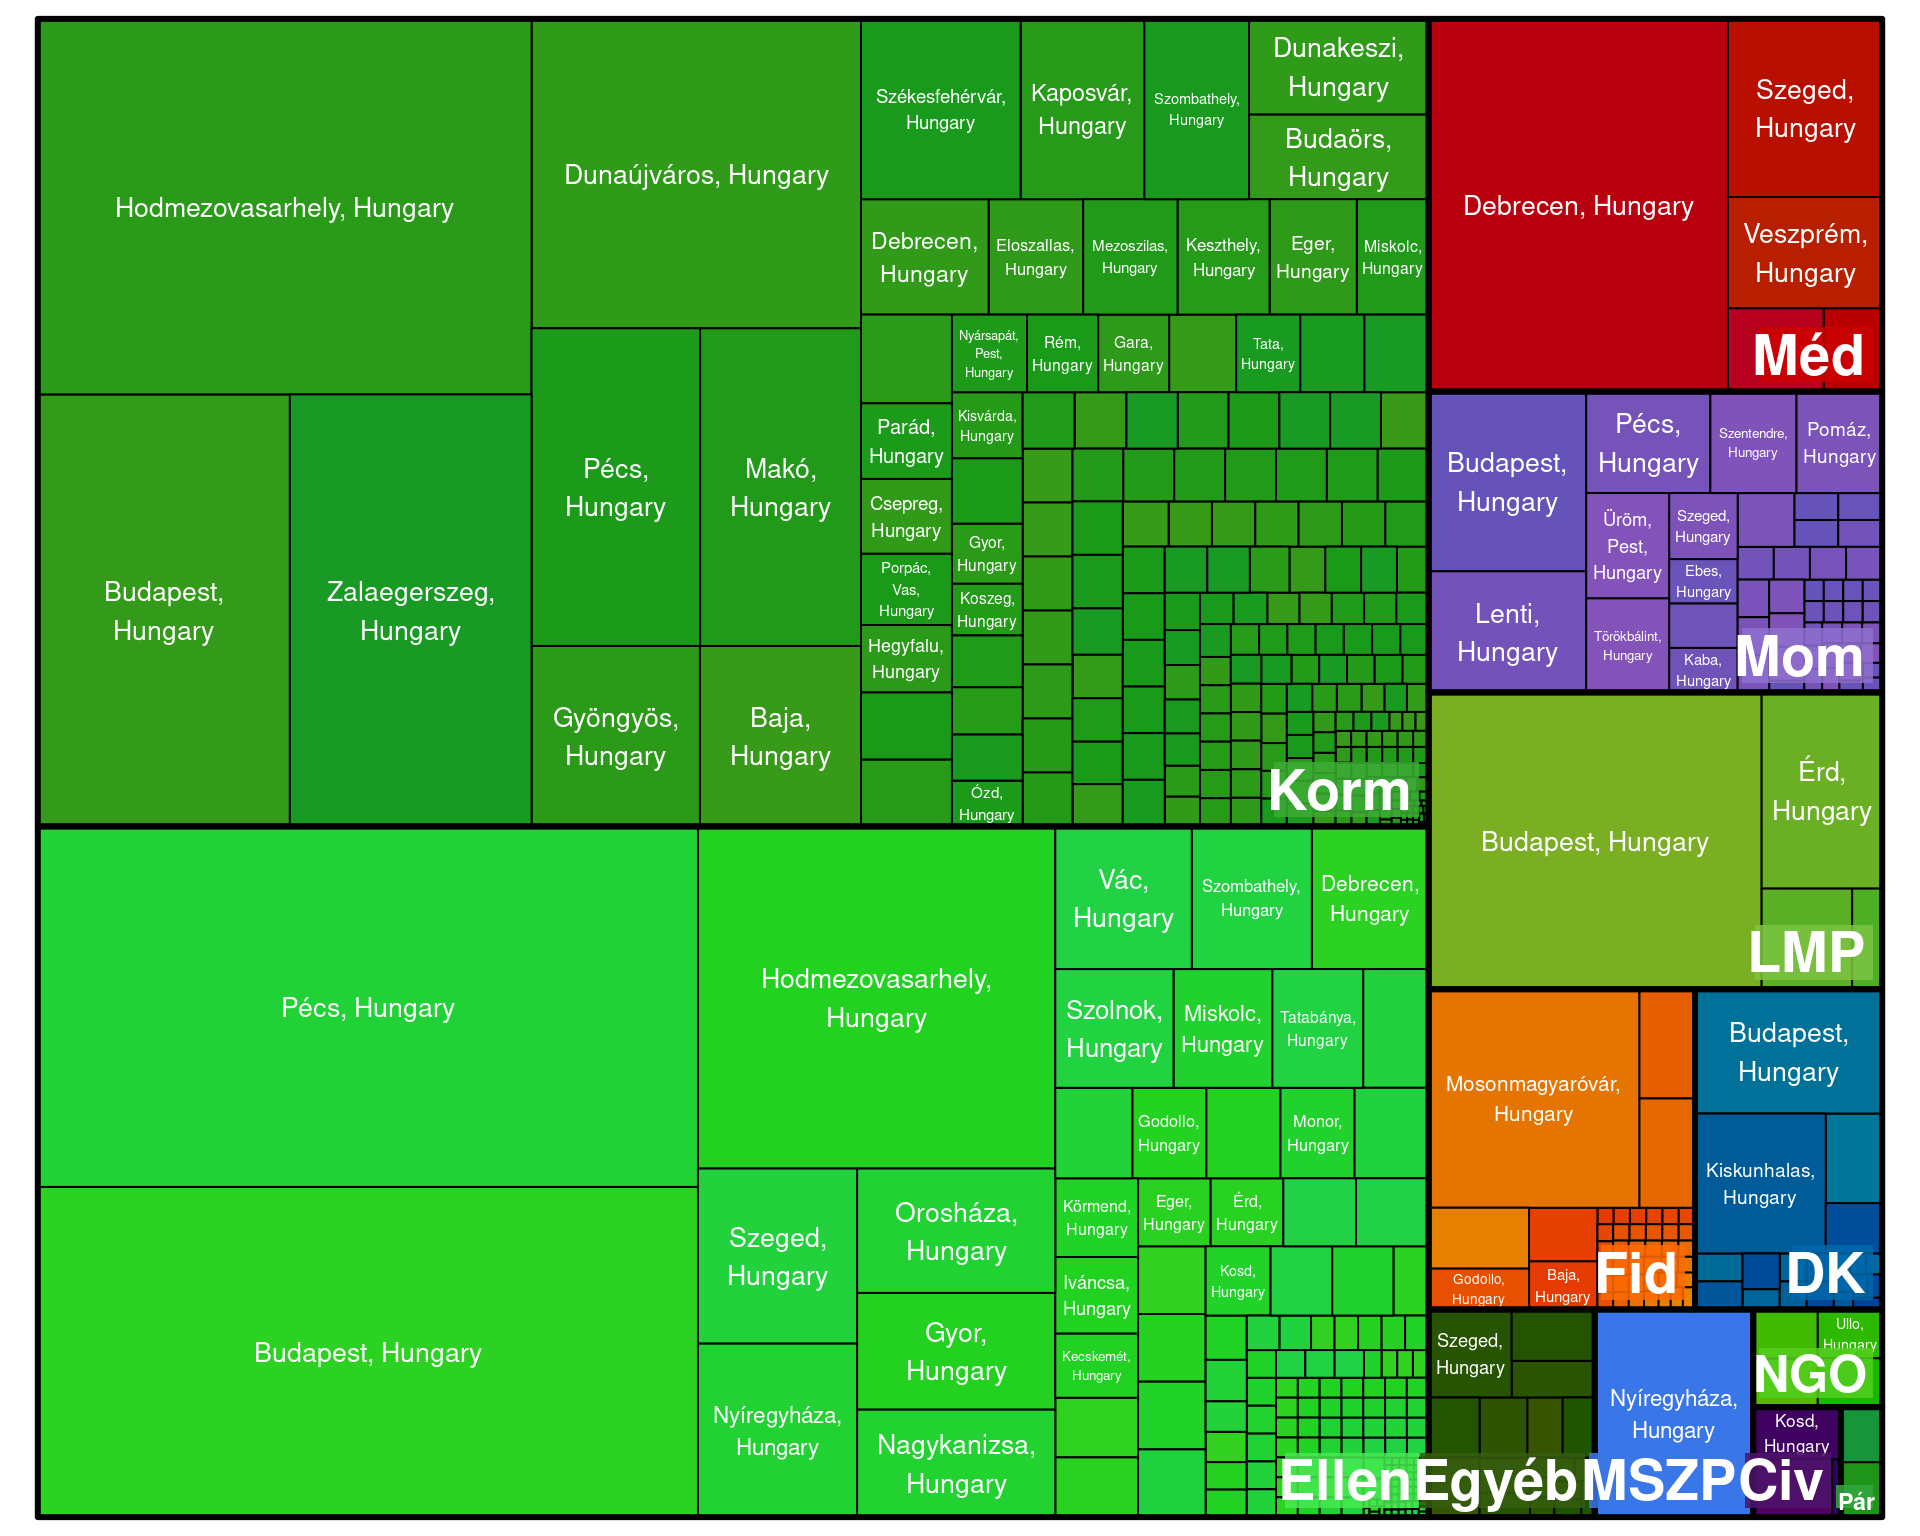 Hodmezovasarhely, Hungary
Budapest,
Hungary
Zalaegerszeg,
Hungary
Dunaújváros, Hungary
Pécs,
Hungary
Makó,
Hungary
Gyöngyös,
Hungary
Baja,
Hungary
Székesfehérvár,
Hungary
Kaposvár,
Hungary
Szombathely,
Hungary
Dunakeszi,
Hungary
Budaörs,
Hungary
Debrecen,
Hungary
Eloszallas,
Hungary
Mezoszilas,
Hungary
Keszthely,
Hungary
Eger,
Hungary
Miskolc,
Hungary
Nyársapát,
Pest,
Hungary
Rém,
Hungary
Gara,
Hungary
Tata,
Hungary
Parád,
Hungary
Csepreg,
Hungary
Porpác,
Vas,
Hungary
Hegyfalu,
Hungary
Kisvárda,
Hungary
Gyor,
Hungary
Koszeg,
Hungary
Ózd,
Hungary
Korm
Pécs, Hungary
Budapest, Hungary
Hodmezovasarhely,
Hungary
Szeged,
Hungary
Nyíregyháza,
Hungary
Orosháza,
Hungary
Gyor,
Hungary
Nagykanizsa,
Hungary
Vác,
Hungary
Szombathely,
Hungary
Debrecen,
Hungary
Szolnok,
Hungary
Miskolc,
Hungary
Tatabánya,
Hungary
Godollo,
Hungary
Monor,
Hungary
Körmend,
Hungary
Eger,
Hungary
Érd,
Hungary
Iváncsa,
Hungary
Kosd,
Hungary
Kecskemét,
Hungary
Ellen
Debrecen, Hungary
Szeged,
Hungary
Veszprém,
Hungary
Méd
Budapest,
Hungary
Lenti,
Hungary
Pécs,
Hungary
Szentendre,
Hungary
Pomáz,
Hungary
Üröm,
Pest,
Hungary
Szeged,
Hungary
Ebes,
Hungary
Törökbálint,
Hungary
Kaba,
Hungary
Mom
Budapest, Hungary
Érd,
Hungary
LMP
Mosonmagyaróvár,
Hungary
Godollo,
Hungary
Baja,
Hungary
Fid
Budapest,
Hungary
Kiskunhalas,
Hungary
DK
Szeged,
Hungary
Egyéb
Nyíregyháza,
Hungary
MSZP
Ullo,
Hungary
NGO
Kosd,
Hungary
Civ
Pár